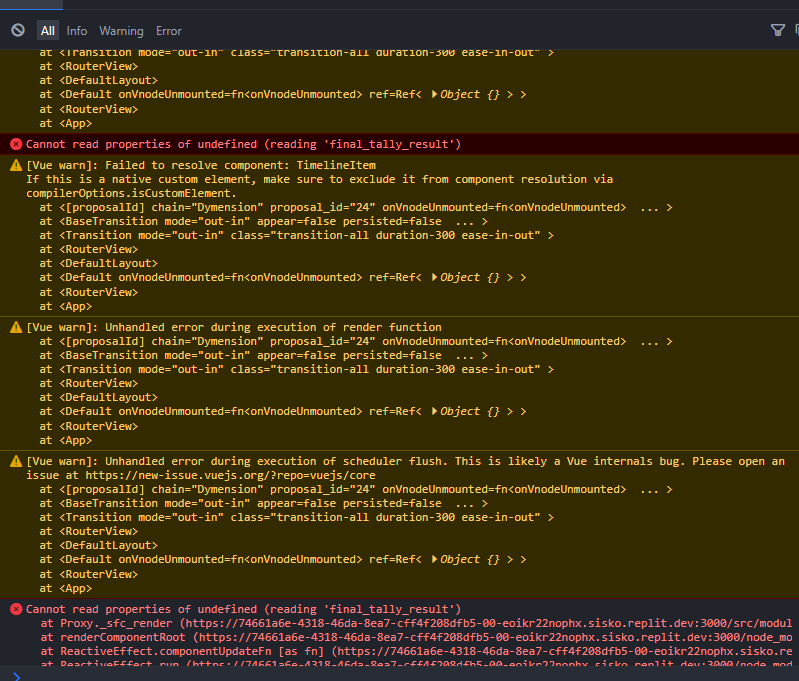 All Info Warning Error
at <Transition mode="out-in" class="transition-all duration-300 ease-in-out" >
at <RouterView>
at <DefaultLayout>
at <Default onVnodeUnmounted=fn<onVnodeUnmounted> ref=Ref< ▶Object {} > >
at <RouterView>
at <App>
Cannot read properties of undefined (reading 'final_tally_result')
[Vue warn]: Failed to resolve component: TimelineItem
If this is a native custom element, make sure to exclude it from component resolution via
compilerOptions.isCustomElement.
at <[proposalId] chain="Dymension" proposal_id="24" onVnodeUnmounted=fn<onVnodeUnmounted> ... >
at <BaseTransition mode="out-in" appear=false persisted=false ... >
at <Transition mode="out-in" class="transition-all duration-300 ease-in-out" >
at <RouterView>
at <DefaultLayout>
at <Default onVnodeUnmounted=fn<onVnodeUnmounted> ref=Ref< ▶Object {} > >
at <RouterView>
at <App>
[Vue warn]: Unhandled error during execution of render function
at <[proposalId] chain="Dymension" proposal_id="24" onVnodeUnmounted=fn<onVnodeUnmounted> ... >
at <BaseTransition mode="out-in" appear=false persisted=false ... >
at <Transition mode="out-in" class="transition-all duration-300 ease-in-out" >
at <RouterView>
at <DefaultLayout>
at <Default onVnodeUnmounted=fn<onVnodeUnmounted> ref=Ref< ▶Object {} > >
at <RouterView>
at <App>
[Vue warn]: Unhandled error during execution of scheduler flush. This is likely a Vue internals bug. Please open an
issue at https://new-issue.vuejs.org/?repo=vuejs/core
at <[proposalId] chain="Dymension" proposal_id="24" onVnodeUnmounted=fn<onVnodeUnmounted> ... >
at <BaseTransition mode="out-in" appear=false persisted=false ... >
at <Transition mode="out-in" class="transition-all duration-300 ease-in-out" >
at <RouterView>
at <DefaultLayout>
at <Default onVnodeUnmounted=fn<onVnodeUnmounted> ref=Ref< ▶Object {} > >
at <RouterView>
at <App>
Cannot read properties of undefined (reading 'final_tally_result')
at Proxy._sfc_render (https://74661a6e-4318-46da-8ea7-cff4f208dfb5-00-eoikr22nophx.sisko.replit.dev:3000/src/modul
at renderComponentRoot (https://74661a6e-4318-46da-8ea7-cff4f208dfb5-00-eoikr22nophx.sisko.replit.dev:3000/node_mo
at ReactiveEffect.componentUpdateFn [as fn] (https://74661a6e-4318-46da-8ea7-cff4f208dfb5-00-eoikr22nophx.sisko.re
at ReactiveEffect.run (https://74661a6e-4318-46da-8ea7-cff4f208dfb5-00-eoikr22nophx.sisko.replit.dev:3000/node_mod